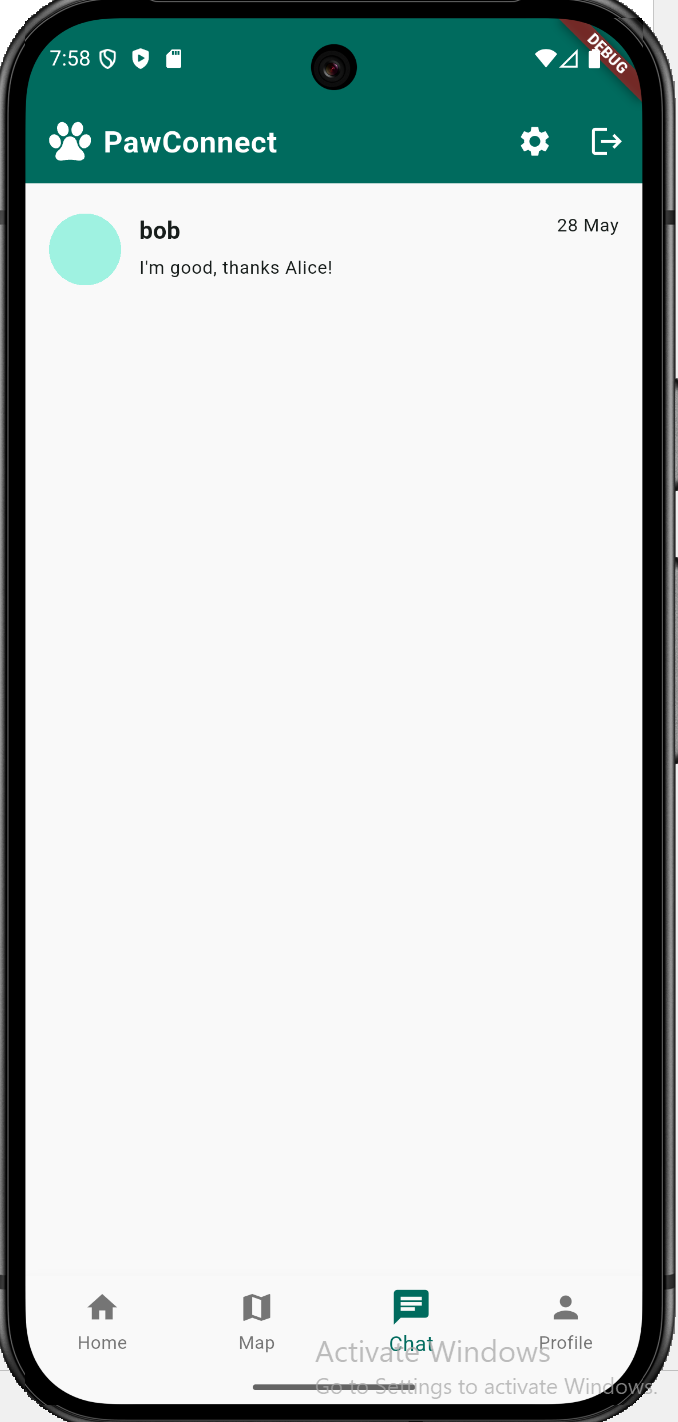 7:58
DEBUG
PawConnect
bob
28 May
I'm good, thanks Alice!
Home
Map
Chat
Profile
Activate Windows
Go to Settings to activate Windows.